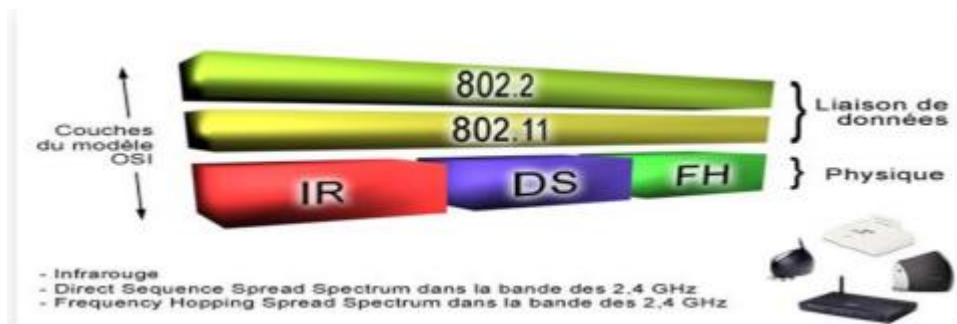 802.2
802.11
Liaison de
données
Couches
du modèle
OSI
IR
DS
FH
Physique
- Infrarouge
- Direct Sequence Spread Spectrum dans la bande des 2,4 GHz
- Frequency Hopping Spread Spectrum dans la bande des 2,4 GHz